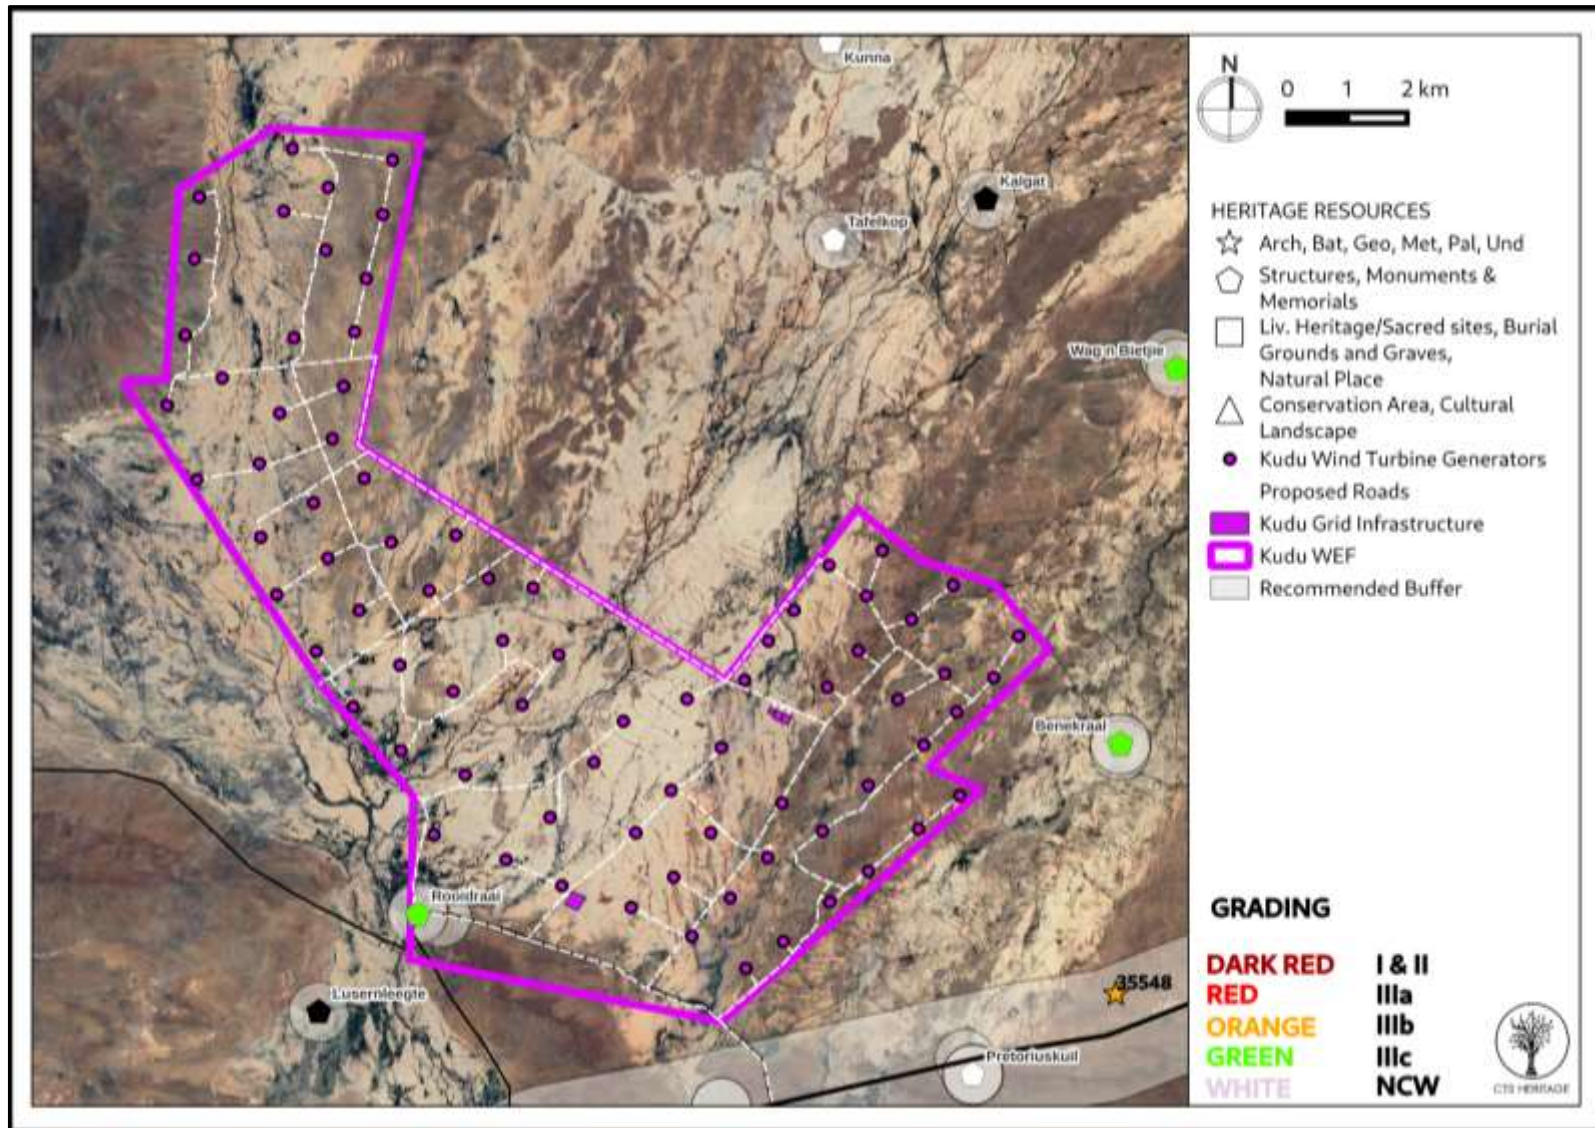 Kunna
Kalgat
Tafelkop
Wag n Bietjie
Benekraal
Rooidraai
Lusernleegte
35548
Pretoriuskuil
N
0 1 2 km
HERITAGE RESOURCES
Arch, Bat, Geo, Met, Pal, Und
Structures, Monuments &
Memorials
Liv. Heritage/Sacred sites, Burial
Grounds and Graves,
Natural Place
Conservation Area, Cultural
Landscape
Kudu Wind Turbine Generators
Proposed Roads
Kudu Grid Infrastructure
Kudu WEF
Recommended Buffer
GRADING
DARK RED I & II
RED IIIa
ORANGE IIIb
GREEN IIIc
WHITE NCW
CTS HERITAGE